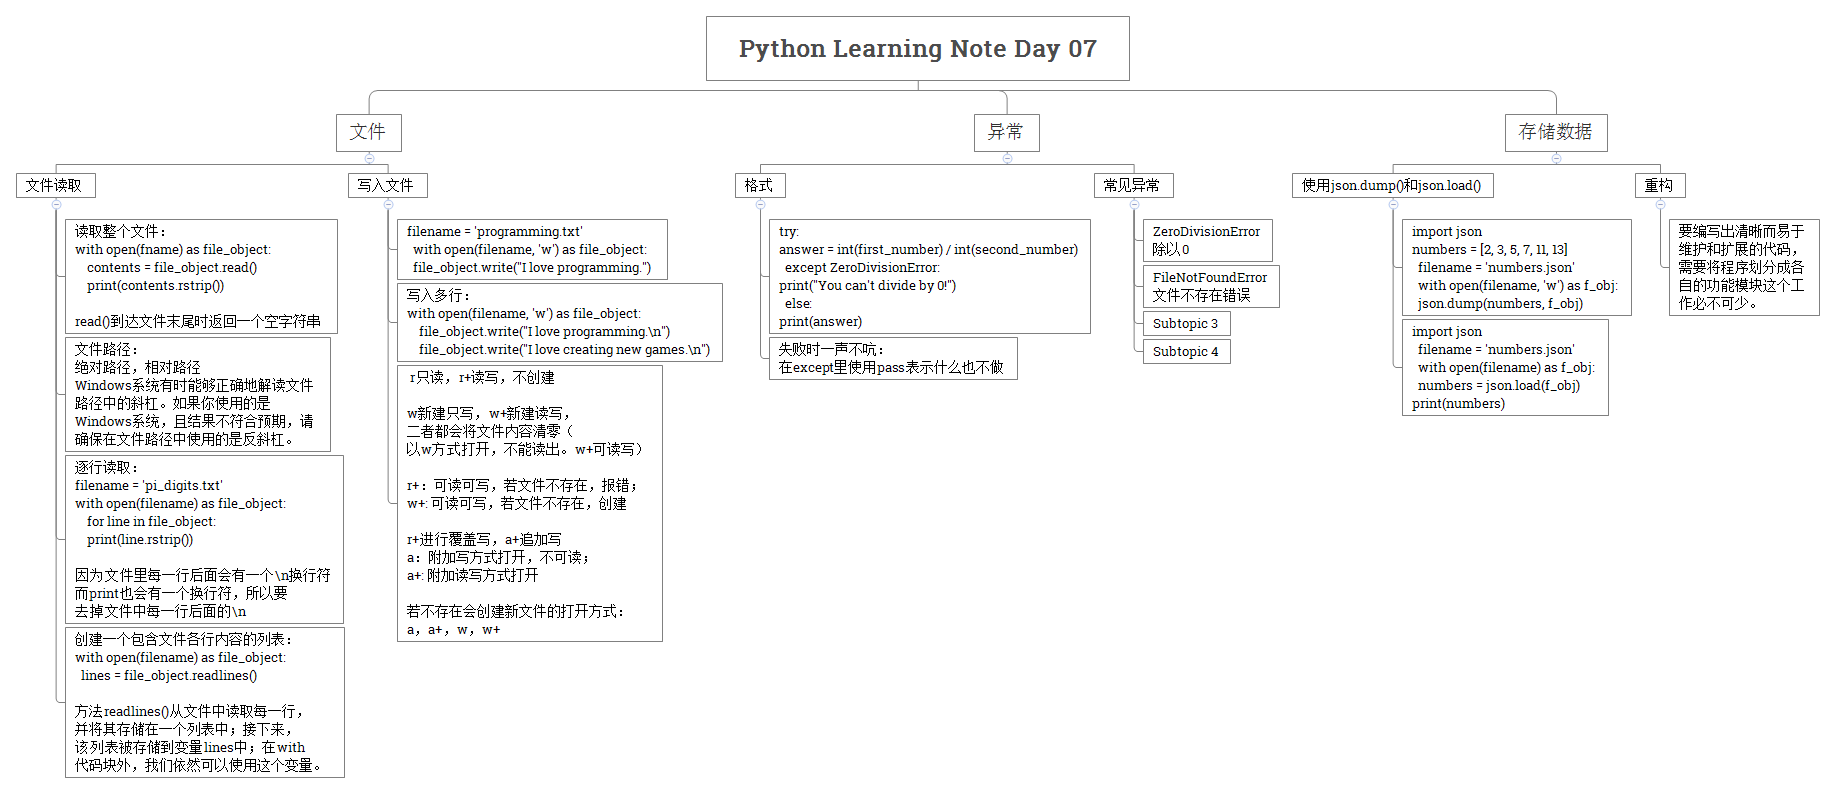 Python Learning Note Day 07
文件
文件读取
读取整个文件：
with open(fname) as file_object:
contents = file_object.read()
print(contents.rstrip())
read()到达文件末尾时返回一个空字符串
文件路径：
绝对路径，相对路径
Windows系统有时能够正确地解读文件
路径中的斜杠。如果你使用的是
Windows系统，且结果不符合预期，请
确保在文件路径中使用的是反斜杠。
逐行读取：
filename = 'pi_digits.txt'
with open(filename) as file_object:
for line in file_object:
print(line.rstrip())
因为文件里每一行后面会有一个\n换行符
而print也会有一个换行符，所以要
去掉文件中每一行后面的\n
创建一个包含文件各行内容的列表：
with open(filename) as file_object:
lines = file_object.readlines()
方法readlines()从文件中读取每一行，
并将其存储在一个列表中；接下来，
该列表被存储到变量lines中；在with
代码块外，我们依然可以使用这个变量。
写入文件
filename = 'programming.txt'
with open(filename, 'w') as file_object:
file_object.write("I love programming.")
写入多行：
with open(filename, 'w') as file_object:
file_object.write("I love programming.\n")
file_object.write("I love creating new games.\n")
r只读，r+读写，不创建
w新建只写，w+新建读写，
二者都会将文件内容清零（
以w方式打开，不能读出。w+可读写）
r+：可读可写，若文件不存在，报错；
w+: 可读可写，若文件不存在，创建
r+进行覆盖写，a+追加写
a：附加写方式打开，不可读；
a+: 附加读写方式打开
若不存在会创建新文件的打开方式：
a，a+，w，w+
异常
格式
try:
answer = int(first_number) / int(second_number)
except ZeroDivisionError:
print("You can't divide by 0!")
else:
print(answer)
失败时一声不吭：
在except里使用pass表示什么也不做
常见异常
ZeroDivisionError
除以0
FileNotFoundError
文件不存在错误
Subtopic 3
Subtopic 4
存储数据
使用json.dump()和json.load()
import json
numbers = [2, 3, 5, 7, 11, 13]
filename = 'numbers.json'
with open(filename, 'w') as f_obj:
json.dump(numbers, f_obj)
import json
filename = 'numbers.json'
with open(filename) as f_obj:
numbers = json.load(f_obj)
print(numbers)
重构
要编写出清晰而易于
维护和扩展的代码，
需要将程序划分成各
自的功能模块这个工
作必不可少。